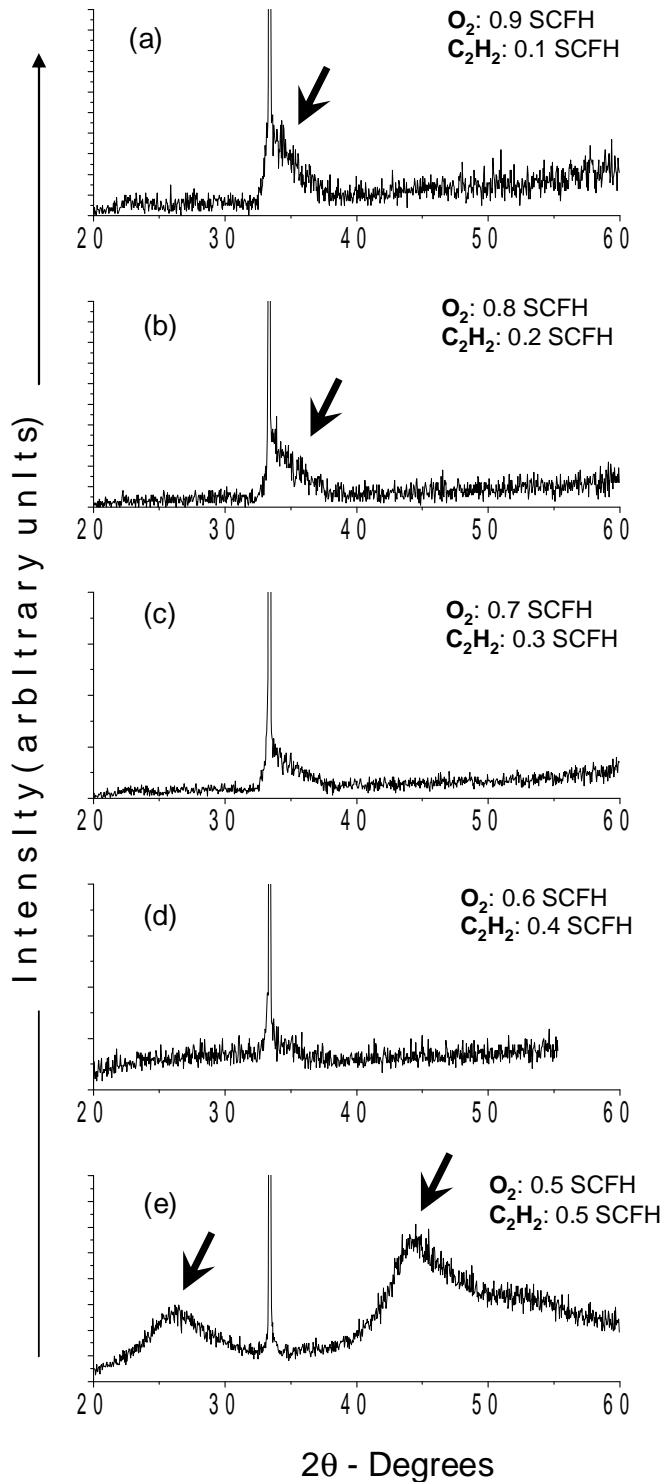 (a)
O₂: 0.9 SCFH
C₂H₂: 0.1 SCFH
20 30 40 50 60
(b)
O₂: 0.8 SCFH
C₂H₂: 0.2 SCFH
20 30 40 50 60
(c)
O₂: 0.7 SCFH
C₂H₂: 0.3 SCFH
20 30 40 50 60
(d)
O₂: 0.6 SCFH
C₂H₂: 0.4 SCFH
20 30 40 50 60
(e)
O₂: 0.5 SCFH
C₂H₂: 0.5 SCFH
20 30 40 50 60
Intensity (arbitrary units)
2θ - Degrees